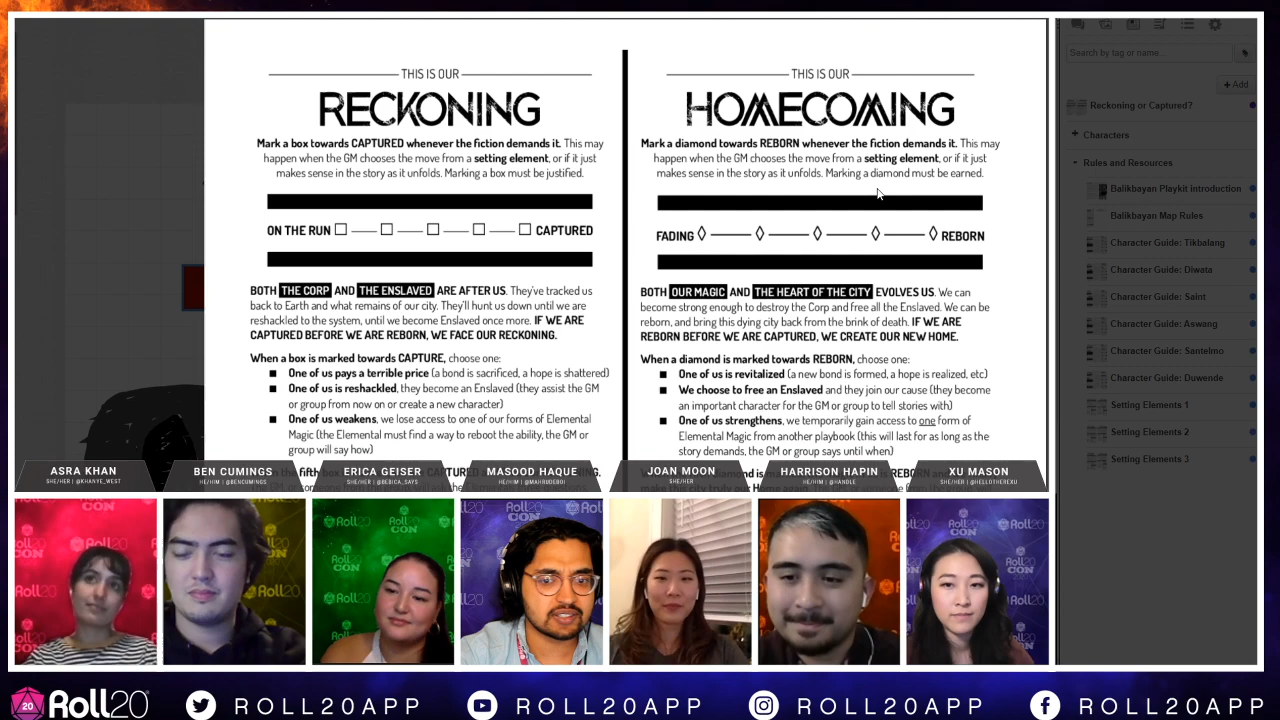 THIS IS OUR
RECKONING
Mark a box towards CAPTURED whenever the fiction demands it. This may
happen when the GM chooses the move from a setting element, or if it just
makes sense in the story as it unfolds. Marking a box must be justified.
ON THE RUN CAPTURED
BOTH THE CORP AND THE ENSLAVED ARE AFTER US. They've tracked us
back to Earth and what remains of our city. They'll hunt us down until we are
reshackled to the system, until we become Enslaved once more. IF WE ARE
CAPTURED BEFORE WE ARE REBORN, WE FACE OUR RECKONING.
When a box is marked towards CAPTURE, choose one:
One of us pays a terrible price (a bond is sacrificed, a hope is shattered)
One of us is reshackled, they become an Enslaved (they assist the GM
or group from now on or create a new character)
One of us weakens, we lose access to one of our forms of Elemental
Magic (the Elemental must find a way to reboot the ability, the GM or
group will say how)
THIS IS OUR
HOMECOMING
Mark a diamond towards REBORN whenever the fiction demands it. This may
happen when the GM chooses the move from a setting element, or if it just
makes sense in the story as it unfolds. Marking a diamond must be earned.
FADING REBORN
BOTH OUR MAGIC AND THE HEART OF THE CITY EVOLVES US. We can
become strong enough to destroy the Corp and free all the Enslaved. We can be
reborn, and bring this dying city back from the brink of death. IF WE ARE
REBORN BEFORE WE ARE CAPTURED, WE CREATE OUR NEW HOME.
When a diamond is marked towards REBORN, choose one:
One of us is revitalized (a new bond is formed, a hope is realized, etc)
We choose to free an Enslaved and they join our cause (they become
an important character for the GM or group to tell stories with)
One of us strengthens, we temporarily gain access to one form of
Elemental Magic from another playbook (this will last for as long as the
story demands, the GM or group says until when)
Search by tag or name...
+ Add
Reckoning or Captured?
Characters
Rules and Resources
Balikbayan Playkit Introduction
Balikbayan Map Rules
Character Guide: Tikbalang
Character Guide: Diwata
Character Guide: Saint
Character Guide: Aswang
Character Guide: Santelmo
Character Guide: Duwende
Setting Elements 1
Setting Elements 2
Setting Elements 3
ASRA KHAN
SHE/HER | @KHANYE_WEST
BEN CUMINGS
HE/HIM | @BENCUMINGS
ERICA GEISER
SHE/HER | @BEBICA_SAYS
MASOOD HAQUE
HE/HIM | @MAHBOOBOI
JOAN MOON
SHE/HER
HARRISON HAPIN
HE/HIM | @HANDLE
XU MASON
SHE/HER | @HELLOTHEREXU
20 Roll20
ROLL20APP
ROLL20APP
ROLL20APP
ROLL20APP